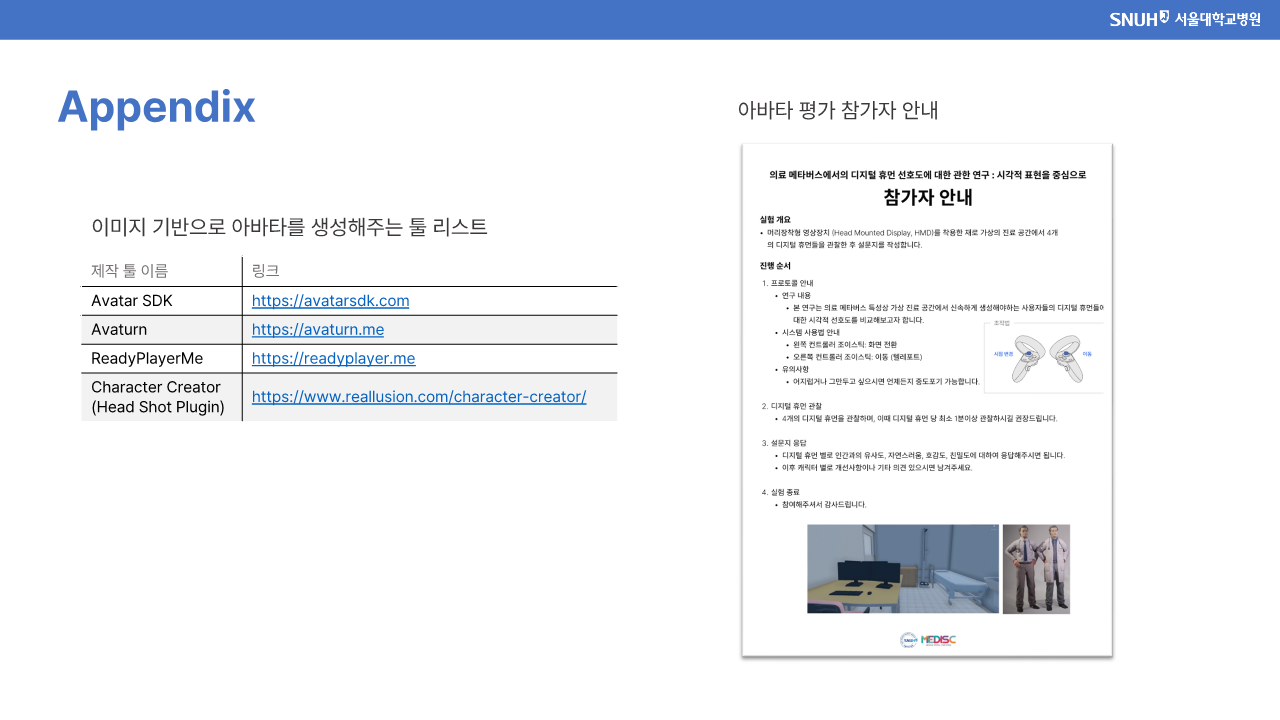 SNUH 서울대학교병원
Appendix
이미지 기반으로 아바타를 생성해주는 툴 리스트
제작 툴 이름 링크
Avatar SDK https://avatarsdk.com
Avaturn https://avaturn.me
ReadyPlayerMe https://readyplayer.me
Character Creator
(Head Shot Plugin) https://www.reallusion.com/character-creator/
아바타 평가 참가자 안내
의료 메타버스에서의 디지털 휴먼 선호도에 대한 관한 연구 : 시각적 표현을 중심으로
참가자 안내
실험 개요
• 머리장착형 영상장치 (Head Mounted Display, HMD)를 착용한 채로 가상의 진료 공간에서 4개
의 디지털 휴먼들을 관찰한 후 설문지를 작성합니다.
진행 순서
1. 프로토콜 안내
• 연구 내용
• 본 연구는 의료 메타버스 특성상 가상 진료 공간에서 신속하게 생성해야하는 사용자들의 디지털 휴먼들에
대한 시각적 선호도를 비교해보고자 합니다.
• 시스템 사용법 안내
• 왼쪽 컨트롤러 조이스틱: 화면 전환
• 오른쪽 컨트롤러 조이스틱: 이동 (텔레포트)
• 유의사항
• 어지럽거나 그만두고 싶으시면 언제든지 중도포기 가능합니다.
조작법
시점 변경 이동
2. 디지털 휴먼 관찰
• 4개의 디지털 휴먼을 관찰하며, 이때 디지털 휴먼 당 최소 1분이상 관찰하시길 권장드립니다.
3. 설문지 응답
• 디지털 휴먼 별로 인간과의 유사도, 자연스러움, 호감도, 친밀도에 대하여 응답해주시면 됩니다.
• 이후 캐릭터 별로 개선사항이나 기타 의견 있으시면 남겨주세요.
4. 실험 종료
• 참여해주셔서 감사드립니다.
MEDISC